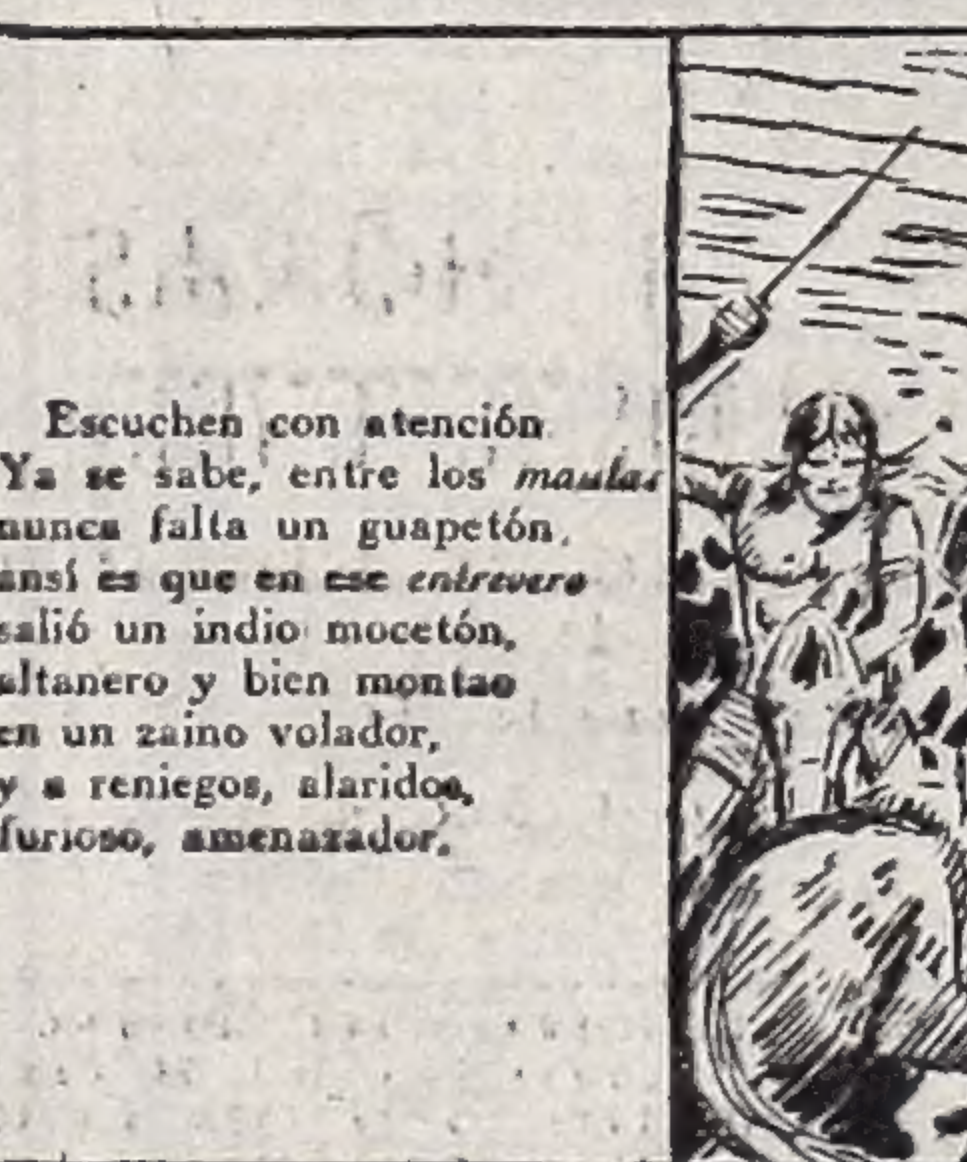 Escuchen con atención
Ya se sabe, entre los maulas
nunca falta un guapetón,
ansí es que en ese entrevero
salió un indio mocetón,
altanero y bien montao
en un zaino volador,
y a reniegos, alaridos,
furioso, amenazador.